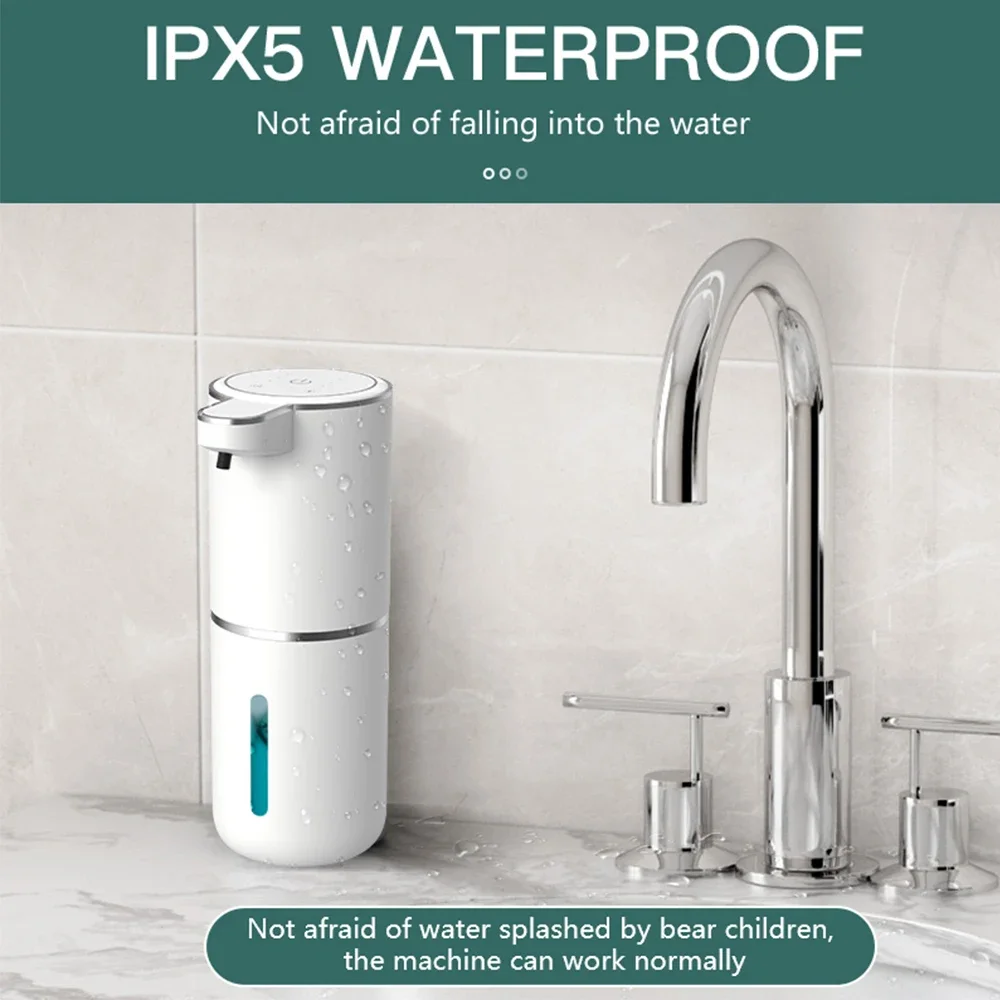 IPX5 WATERPROOF
Not afraid of falling into the water
Not afraid of water splashed by bear children,
the machine can work normally